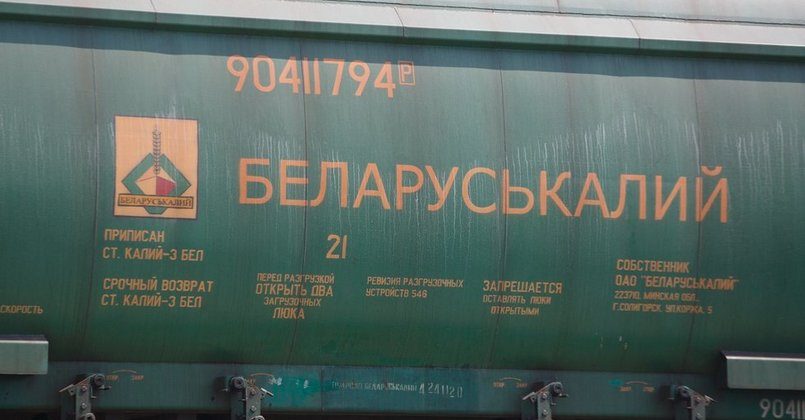 90411794 Р
БЕЛАРУСЬКАЛИЙ
БЕЛАРУСЬКАЛИЙ
21
ПРИПИСАН
СТ. КАЛИЙ-3 БЕЛ
СРОЧНЫЙ ВОЗВРАТ
СТ. КАЛИЙ-3 БЕЛ
ПЕРЕД РАЗГРУЗКОЙ
ОТКРЫТЬ ДВА
ЗАГРУЗОЧНЫХ
ЛЮКА
РЕВИЗИЯ РАЗГРУЗОЧНЫХ
УСТРОЙСТВ 546
ЗАПРЕЩАЕТСЯ
ОСТАВЛЯТЬ ЛЮКИ
ОТКРЫТЫМИ
СОБСТВЕННИК
ОАО "БЕЛАРУСЬКАЛИЙ"
223710, МИНСКАЯ ОБЛ.,
Г.СОЛИГОРСК, УЛ.КОРЖА, 5
СКОРОСТЬ
90411